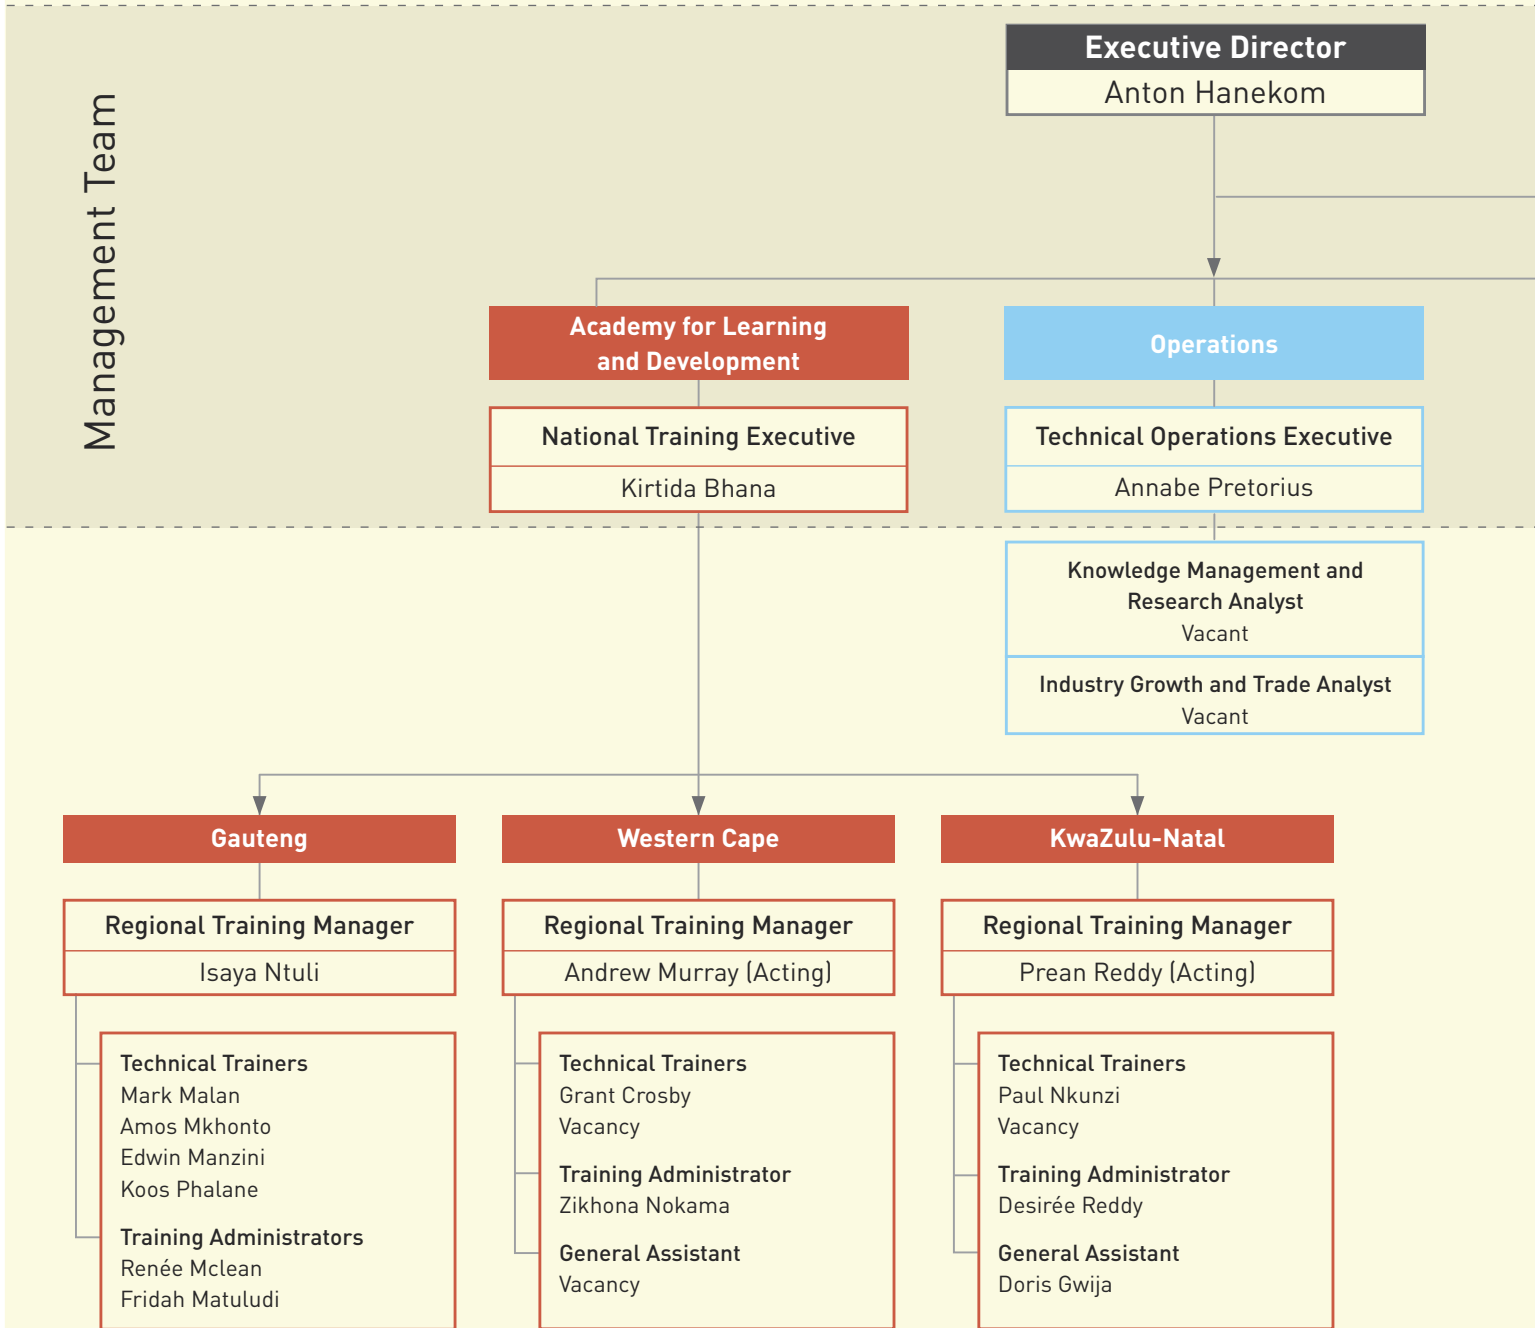 Management Team
Executive Director
Anton Hanekom
Academy for Learning
and Development
National Training Executive
Kirtida Bhana
Operations
Technical Operations Executive
Annabe Pretorius
Knowledge Management and
Research Analyst
Vacant
Industry Growth and Trade Analyst
Vacant
Gauteng
Regional Training Manager
Isaya Ntuli
Technical Trainers
Mark Malan
Amos Mkhonto
Edwin Manzini
Koos Phalane
Training Administrators
Renée Mclean
Fridah Matuludi
Western Cape
Regional Training Manager
Andrew Murray (Acting)
Technical Trainers
Grant Crosby
Vacancy
Training Administrator
Zikhona Nokama
General Assistant
Vacancy
KwaZulu-Natal
Regional Training Manager
Prean Reddy (Acting)
Technical Trainers
Paul Nkunzi
Vacancy
Training Administrator
Desirée Reddy
General Assistant
Doris Gwija